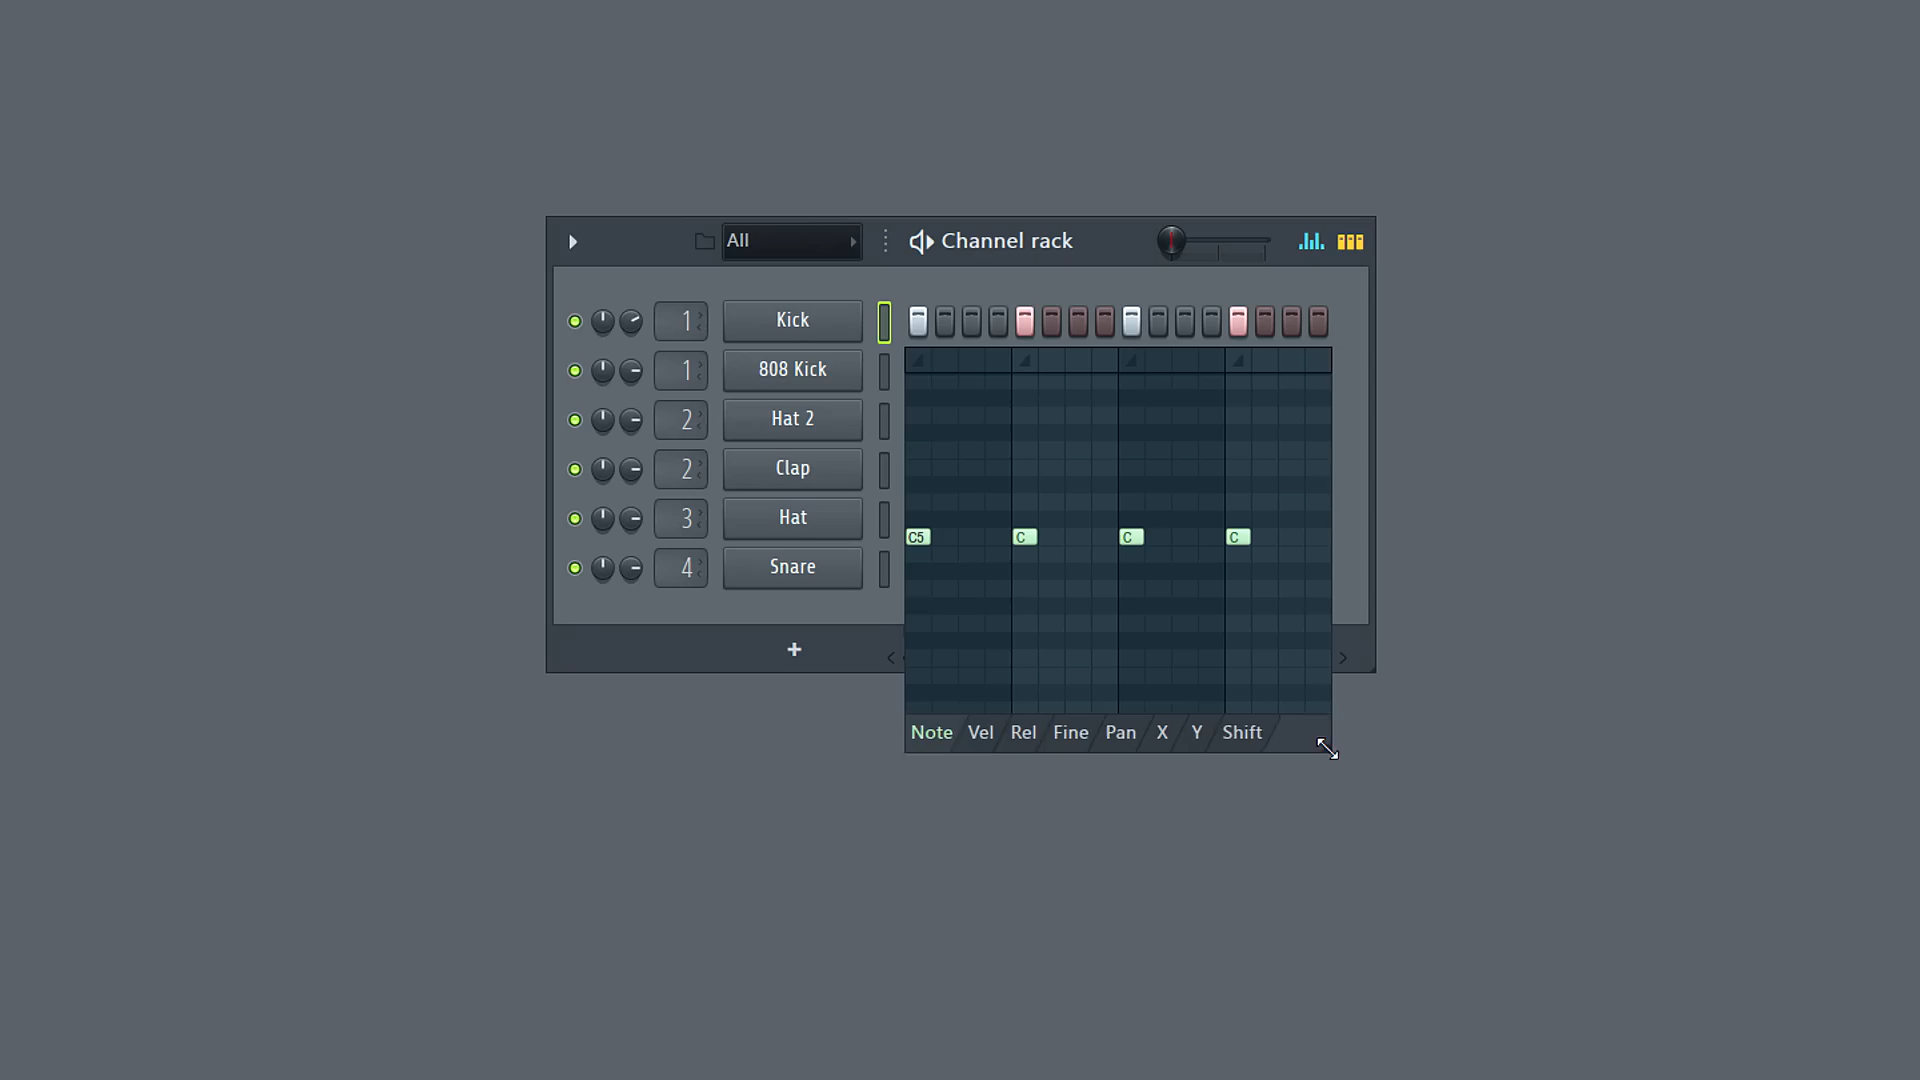 All Channel rack
1 Kick
1 808 Kick
2 Hat 2
2 Clap
3 Hat
4 Snare
C5 C C C
+
Note Vel Rel Fine Pan X Y Shift